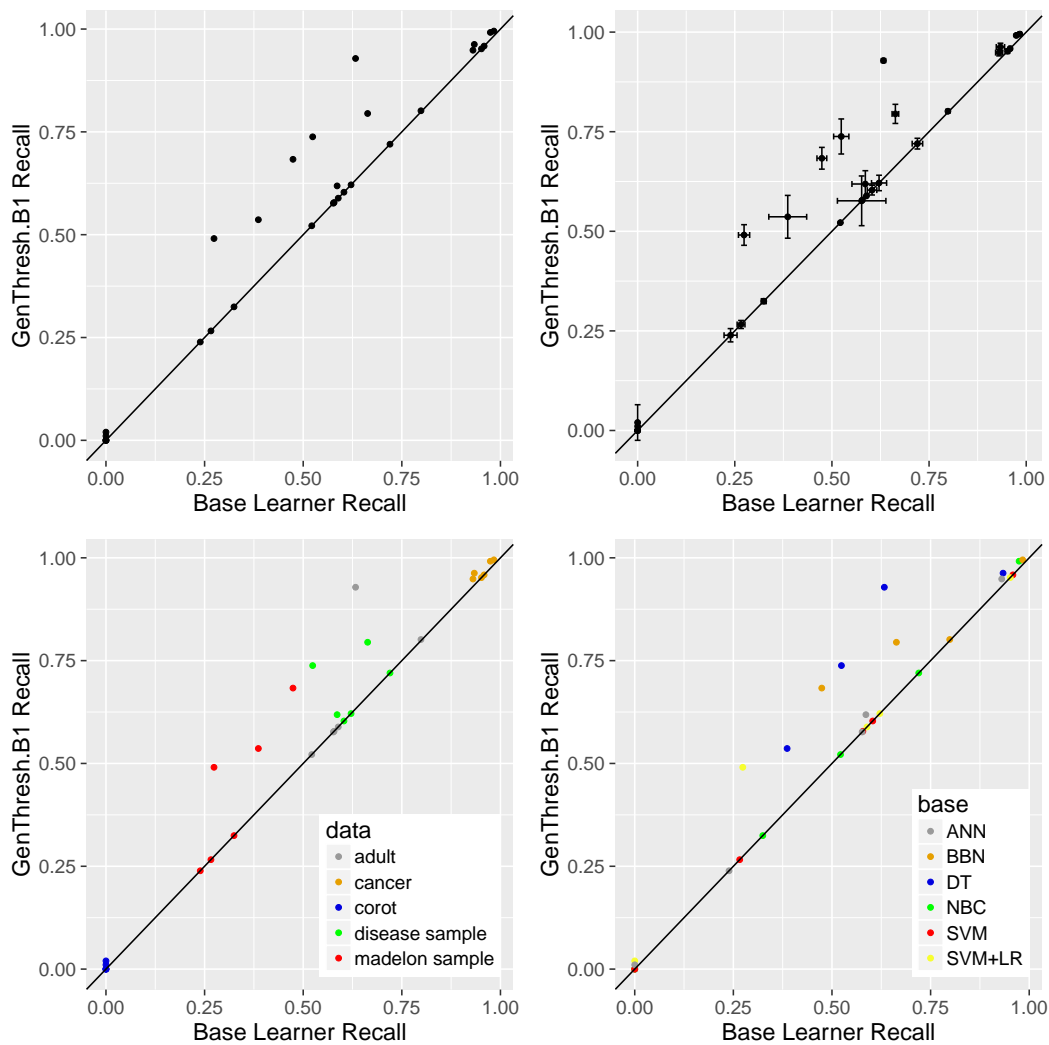 1.00
0.75
0.50
0.25
0.00
GenThresh.B1 Recall
0.00 0.25 0.50 0.75 1.00
Base Learner Recall
1.00
0.75
0.50
0.25
0.00
GenThresh.B1 Recall
0.00 0.25 0.50 0.75 1.00
Base Learner Recall
1.00
0.75
0.50
0.25
0.00
GenThresh.B1 Recall
data
adult
cancer
corot
disease sample
madelon sample
0.00 0.25 0.50 0.75 1.00
Base Learner Recall
1.00
0.75
0.50
0.25
0.00
GenThresh.B1 Recall
base
ANN
BBN
DT
NBC
SVM
SVM+LR
0.00 0.25 0.50 0.75 1.00
Base Learner Recall